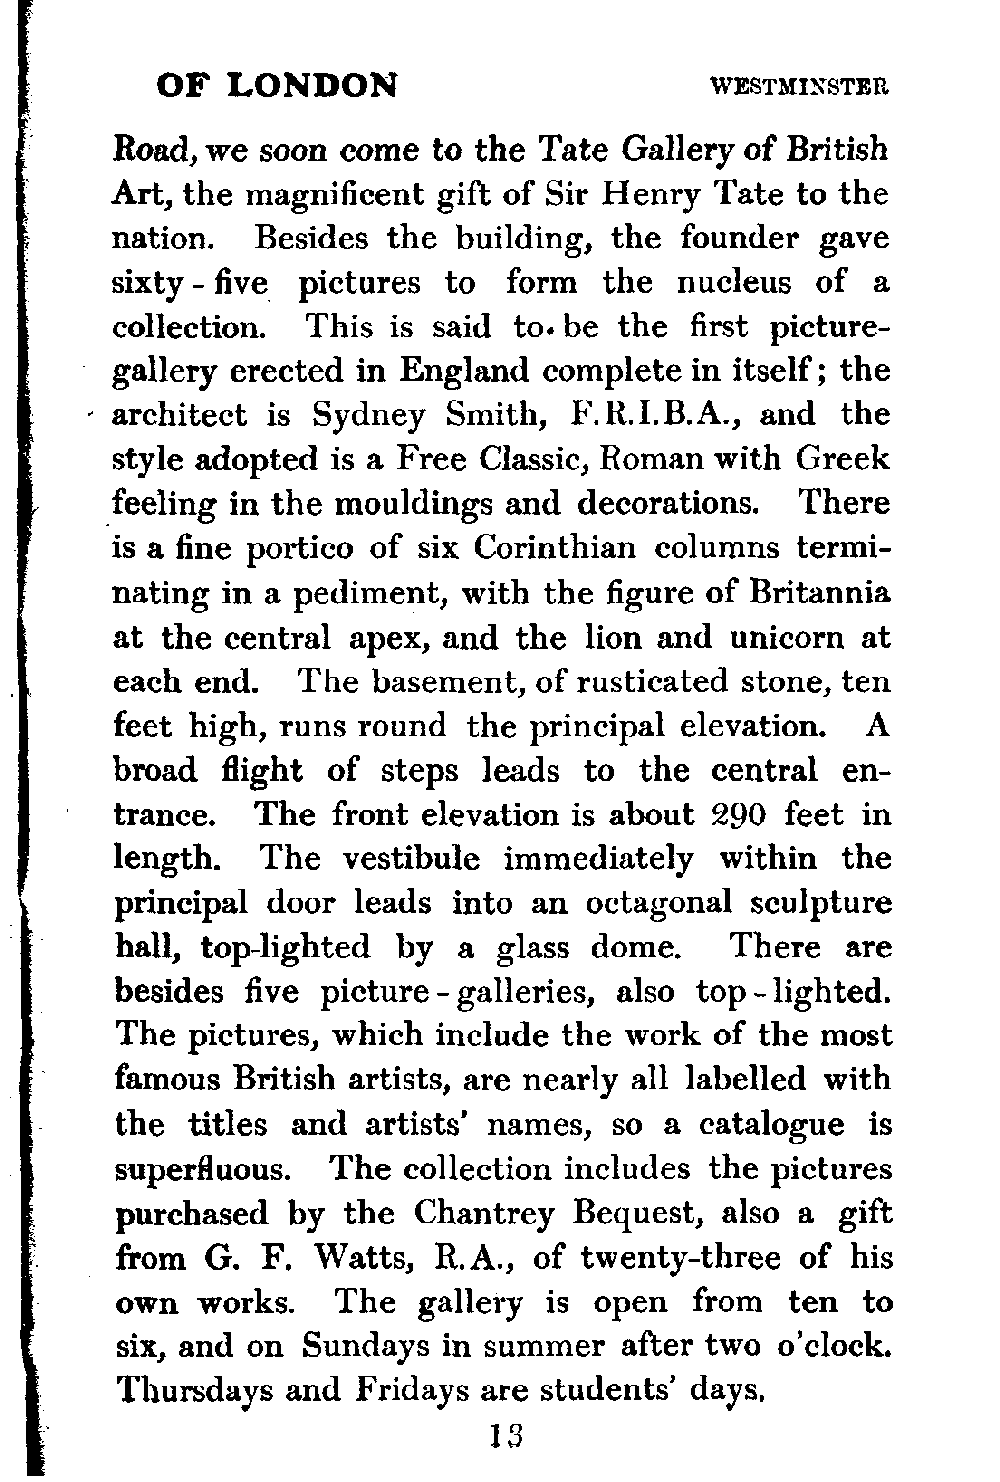 OF LONDON WESTMINSTER
Road, we soon come to the Tate Gallery of British
Art, the magnificent gift of Sir Henry Tate to the
nation. Besides the building, the founder gave
sixty-five pictures to form the nucleus of a
collection. This is said to be the first picture-
gallery erected in England complete in itself; the
architect is Sydney Smith, F.R.I.B.A., and the
style adopted is a Free Classic, Roman with Greek
feeling in the mouldings and decorations. There
is a fine portico of six Corinthian columns termi-
nating in a pediment, with the figure of Britannia
at the central apex, and the lion and unicorn at
each end. The basement, of rusticated stone, ten
feet high, runs round the principal elevation. A
broad flight of steps leads to the central en-
trance. The front elevation is about 290 feet in
length. The vestibule immediately within the
principal door leads into an octagonal sculpture
hall, top-lighted by a glass dome. There are
besides five picture-galleries, also top-lighted.
The pictures, which include the work of the most
famous British artists, are nearly all labelled with
the titles and artists' names, so a catalogue is
superfluous. The collection includes the pictures
purchased by the Chantrey Bequest, also a gift
from G. F. Watts, R.A., of twenty-three of his
own works. The gallery is open from ten to
six, and on Sundays in summer after two o'clock.
Thursdays and Fridays are students' days.
13